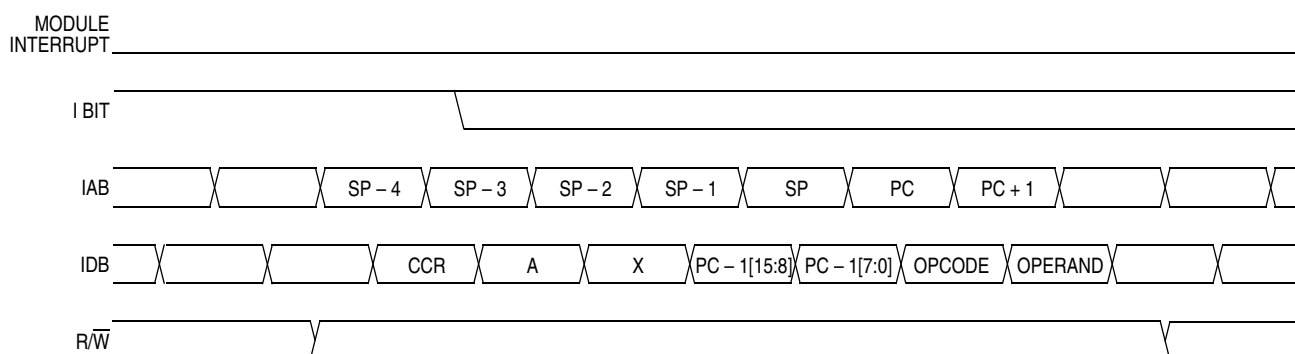 MODULE
INTERRUPT
I BIT
IAB SP – 4 SP – 3 SP – 2 SP – 1 SP PC PC + 1
IDB CCR A X PC – 1[15:8] PC – 1[7:0] OPCODE OPERAND
R/W̅